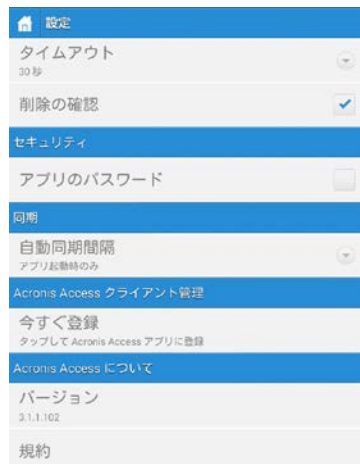 設定
タイムアウト
30 秒
削除の確認
セキュリティ
アプリのパスワード
同期
自動同期間隔
アプリ起動時のみ
Acronis Access クライアント管理
今すぐ登録
タップして Acronis Access アプリに登録
Acronis Access について
バージョン
3.1.1.102
規約